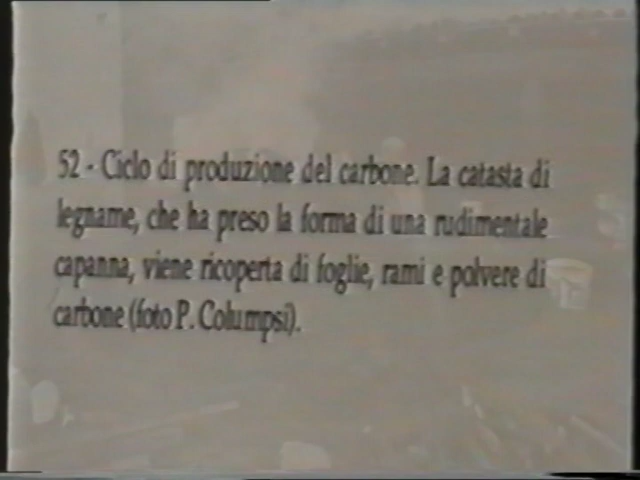 52 - Ciclo di produzione del carbone. La catasta di
legname, che ha preso la forma di una rudimentale
capanna, viene ricoperta di foglie, rami e polvere di
carbone (foto P. Columpsi).